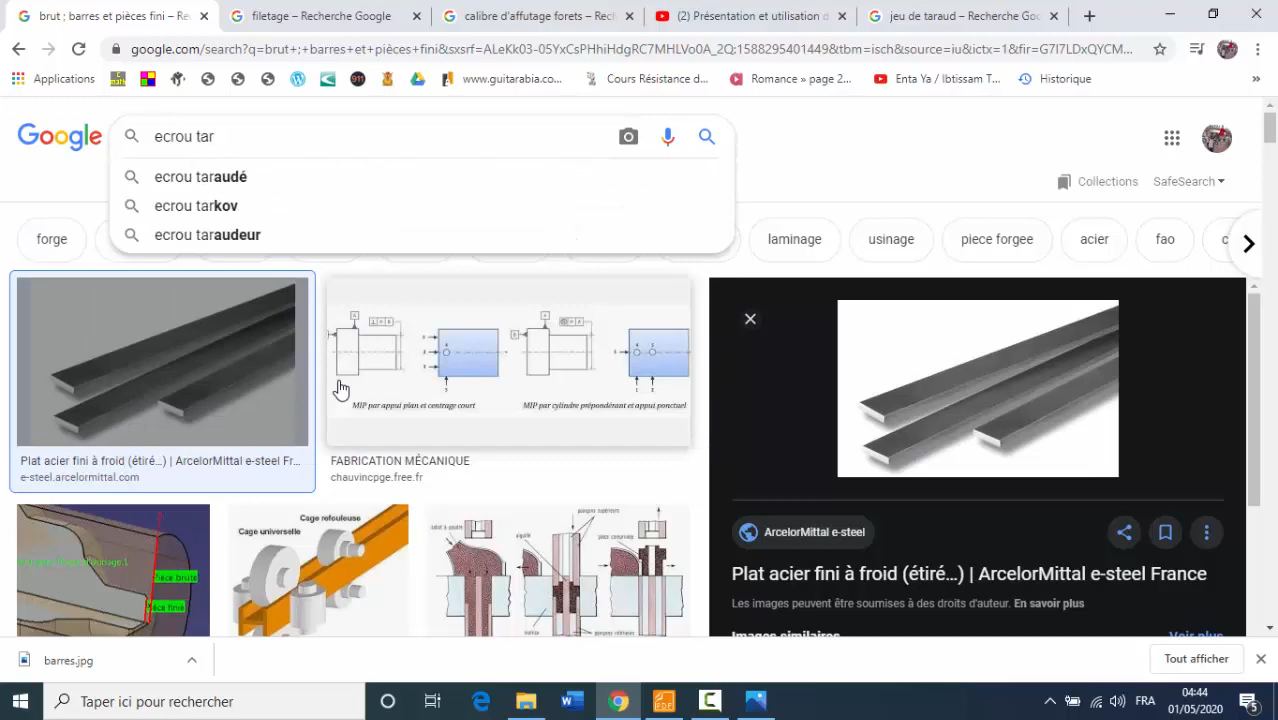 brut ; barres et pièces fini – R
filetage – Recherche Google
calibre d'affutage forets – Rech
(2) Présentation et utilisation d
jeu de taraud – Recherche Goo
google.com/search?q=brut+;+barres+et+pièces+fini&sxsrf=ALeKk03-05YxCsPHhiHdgRC7MHLVo0A_2Q:1588295401449&tbm=isch&source=iu&ictx=1&fir=G7I7LDxQYCM...
Applications
911
www.guitarabia.co...
Cours Résistance d...
Romance » page 2...
Enta Ya / Ibtissam T...
Historique
»
Google
ecrou tar
Collections
SafeSearch
ecrou taraudé
ecrou tarkov
ecrou taraudeur
forge
laminage
usinage
piece forgee
acier
fao
c
MIP par appui plan et centrage court
MIP par cylindre prépondérant et appui ponctuel
Plat acier fini à froid (étiré...) | ArcelorMittal e-steel Fr...
e-steel.arcelormittal.com
FABRICATION MÉCANIQUE
chauvincpge.free.fr
Cage universelle
Cage refouleuse
Pièce brute
ArcelorMittal e-steel
Plat acier fini à froid (étiré...) | ArcelorMittal e-steel France
Les images peuvent être soumises à des droits d'auteur. En savoir plus
Images similaires
Voir plus
barres.jpg
Tout afficher
Taper ici pour rechercher
PDF
FRA
04:44
01/05/2020
5